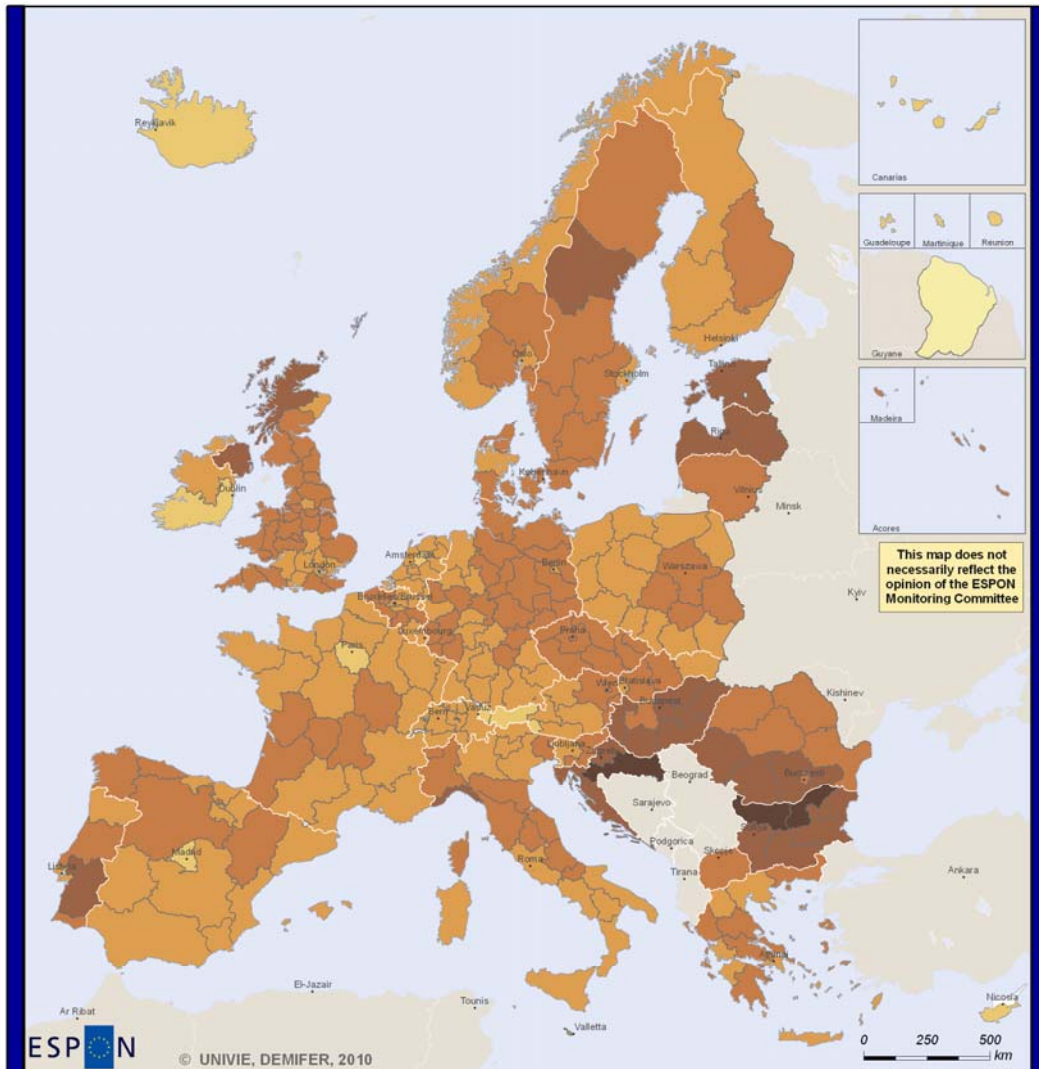 Reykjavik
Canarias
Guadeloupe
Martinique
Réunion
Guyane
Madeira
Acores
This map does not
necessarily reflect the
opinion of the ESPON
Monitoring Committee
Helsinki
Oslo
Stockholm
Tallinn
Riga
København
Vilnius
Minsk
Dublin
London
Amsterdam
Berlin
Warszawa
Kyiv
Bruxelles/Brussel
Luxembourg
Praha
Paris
Wien
Bratislava
Kishinev
Bern
Vaduz
Budapest
Ljubljana
Zagreb
Beograd
Bucuresti
Sarajevo
Podgorica
Sofiya
Skopje
Madrid
Lisboa
Roma
Tirana
Ankara
Athinai
El-Jazair
Tounis
Ar Ribat
Valletta
Nicosia
ESPON
© UNIVIE, DEMIFER, 2010
0 250 500
km